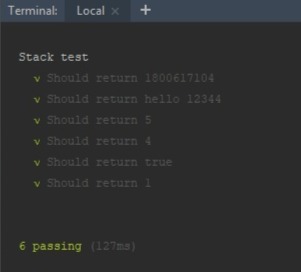 Terminal: Local × +
Stack test
v Should return 1800617104
v Should return hello 12344
v Should return 5
v Should return 4
v Should return true
v Should return 1
6 passing (127ms)